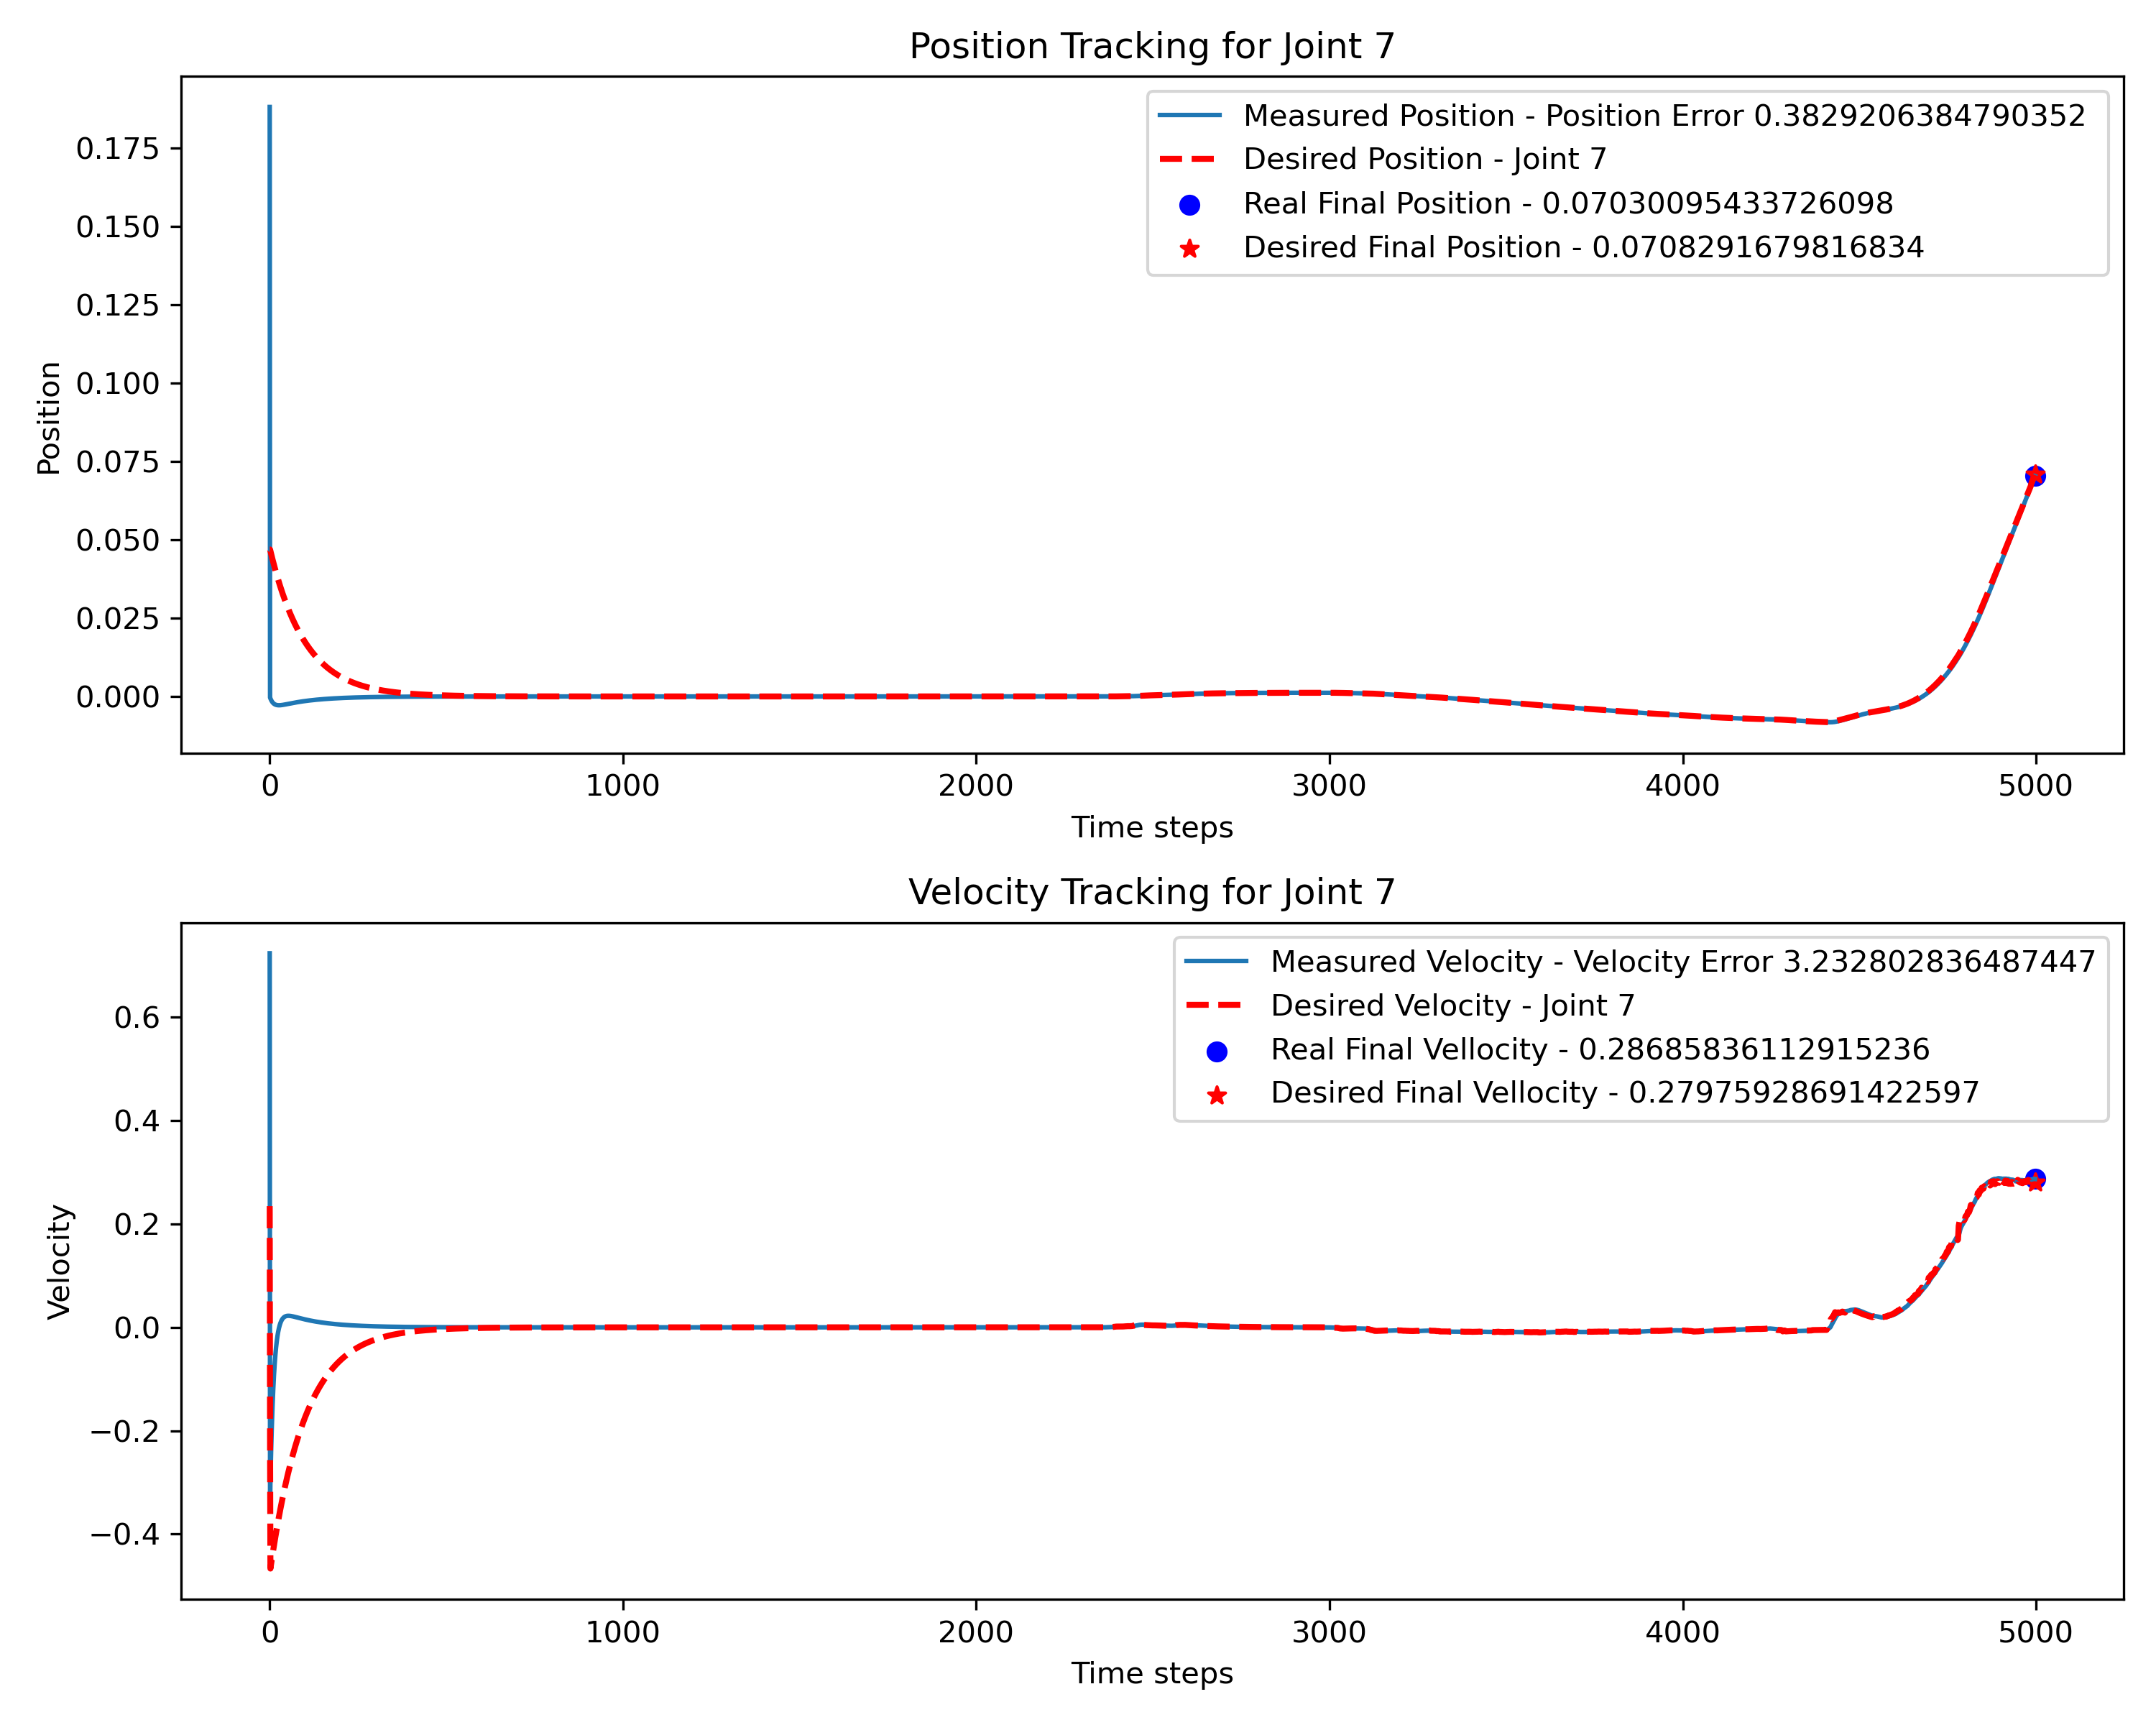 Position Tracking for Joint 7
Measured Position - Position Error 0.3829206384790352
Desired Position - Joint 7
Real Final Position - 0.07030095433726098
Desired Final Position - 0.0708291679816834
Position
0.175
0.150
0.125
0.100
0.075
0.050
0.025
0.000
0 1000 2000 3000 4000 5000
Time steps
Velocity Tracking for Joint 7
Measured Velocity - Velocity Error 3.232802836487447
Desired Velocity - Joint 7
Real Final Vellocity - 0.28685836112915236
Desired Final Vellocity - 0.27975928691422597
Velocity
0.6
0.4
0.2
0.0
−0.2
−0.4
0 1000 2000 3000 4000 5000
Time steps